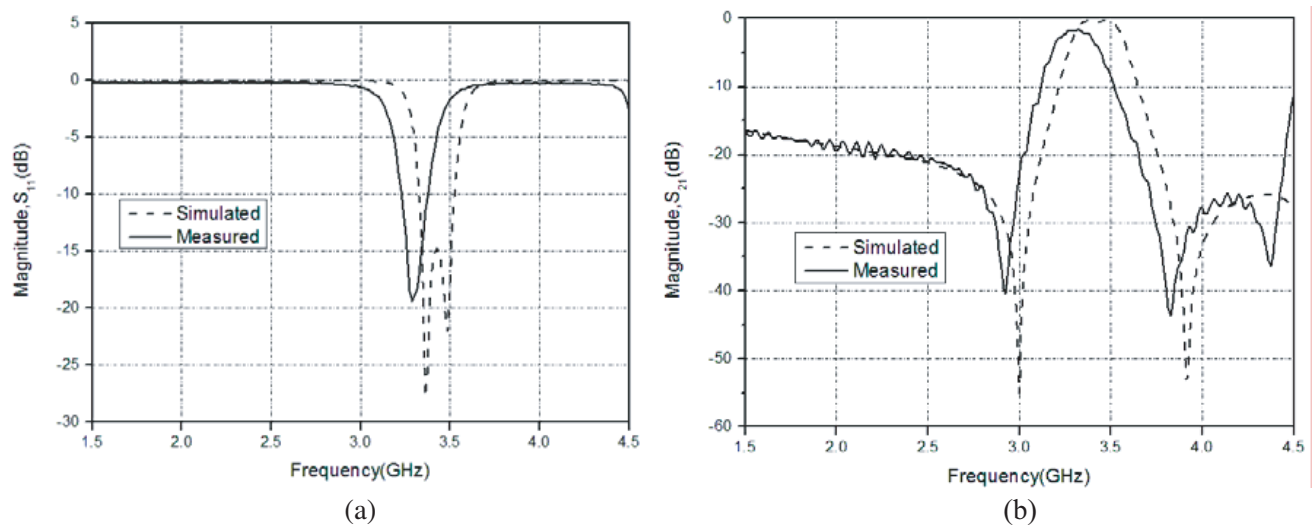 5
0
-5
-10
-15
-20
-25
-30
Magnitude, S11(dB)
Simulated
Measured
1.5 2.0 2.5 3.0 3.5 4.0 4.5
Frequency(GHz)
(a)
0
-10
-20
-30
-40
-50
-60
Magnitude, S21(dB)
Simulated
Measured
1.5 2.0 2.5 3.0 3.5 4.0 4.5
Frequency(GHz)
(b)